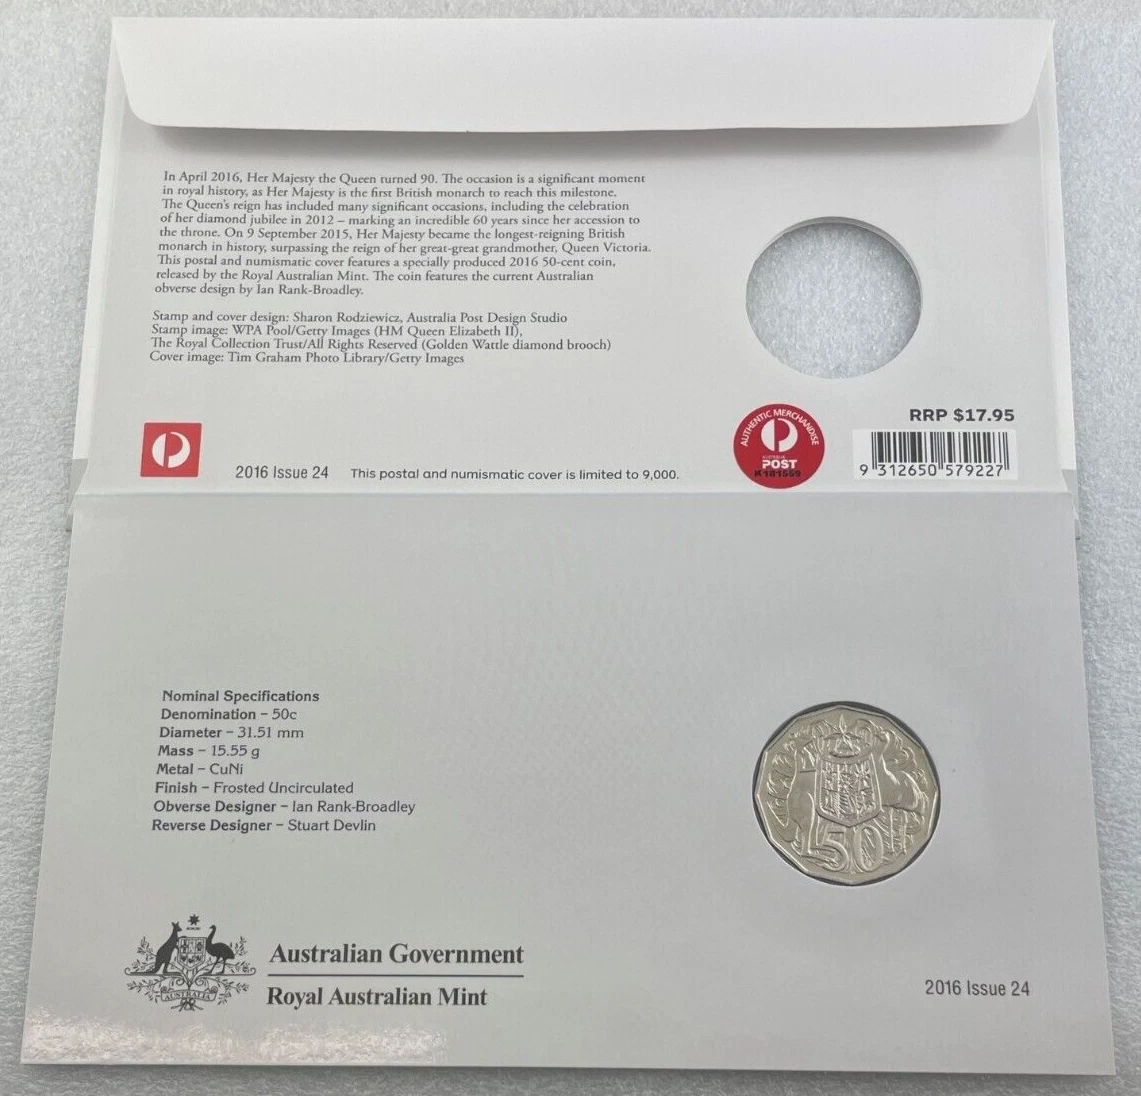 In April 2016, Her Majesty the Queen turned 90. The occasion is a significant moment
in royal history, as Her Majesty is the first British monarch to reach this milestone.
The Queen's reign has included many significant occasions, including the celebration
of her diamond jubilee in 2012 – marking an incredible 60 years since her accession to
the throne. On 9 September 2015, Her Majesty became the longest-reigning British
monarch in history, surpassing the reign of her great-great grandmother, Queen Victoria.
This postal and numismatic cover features a specially produced 2016 50-cent coin,
released by the Royal Australian Mint. The coin features the current Australian
obverse design by Ian Rank-Broadley.
Stamp and cover design: Sharon Rodziewicz, Australia Post Design Studio
Stamp image: WPA Pool/Getty Images (HM Queen Elizabeth II),
The Royal Collection Trust/All Rights Reserved (Golden Wattle diamond brooch)
Cover image: Tim Graham Photo Library/Getty Images
2016 Issue 24 This postal and numismatic cover is limited to 9,000.
AUTHENTIC MERCHANDISE
AUSTRALIA
POST
RRP $17.95
9 312650 579227
Nominal Specifications
Denomination – 50c
Diameter – 31.51 mm
Mass – 15.55 g
Metal – CuNi
Finish – Frosted Uncirculated
Obverse Designer – Ian Rank-Broadley
Reverse Designer – Stuart Devlin
50
AUSTRALIA
Australian Government
Royal Australian Mint
2016 Issue 24